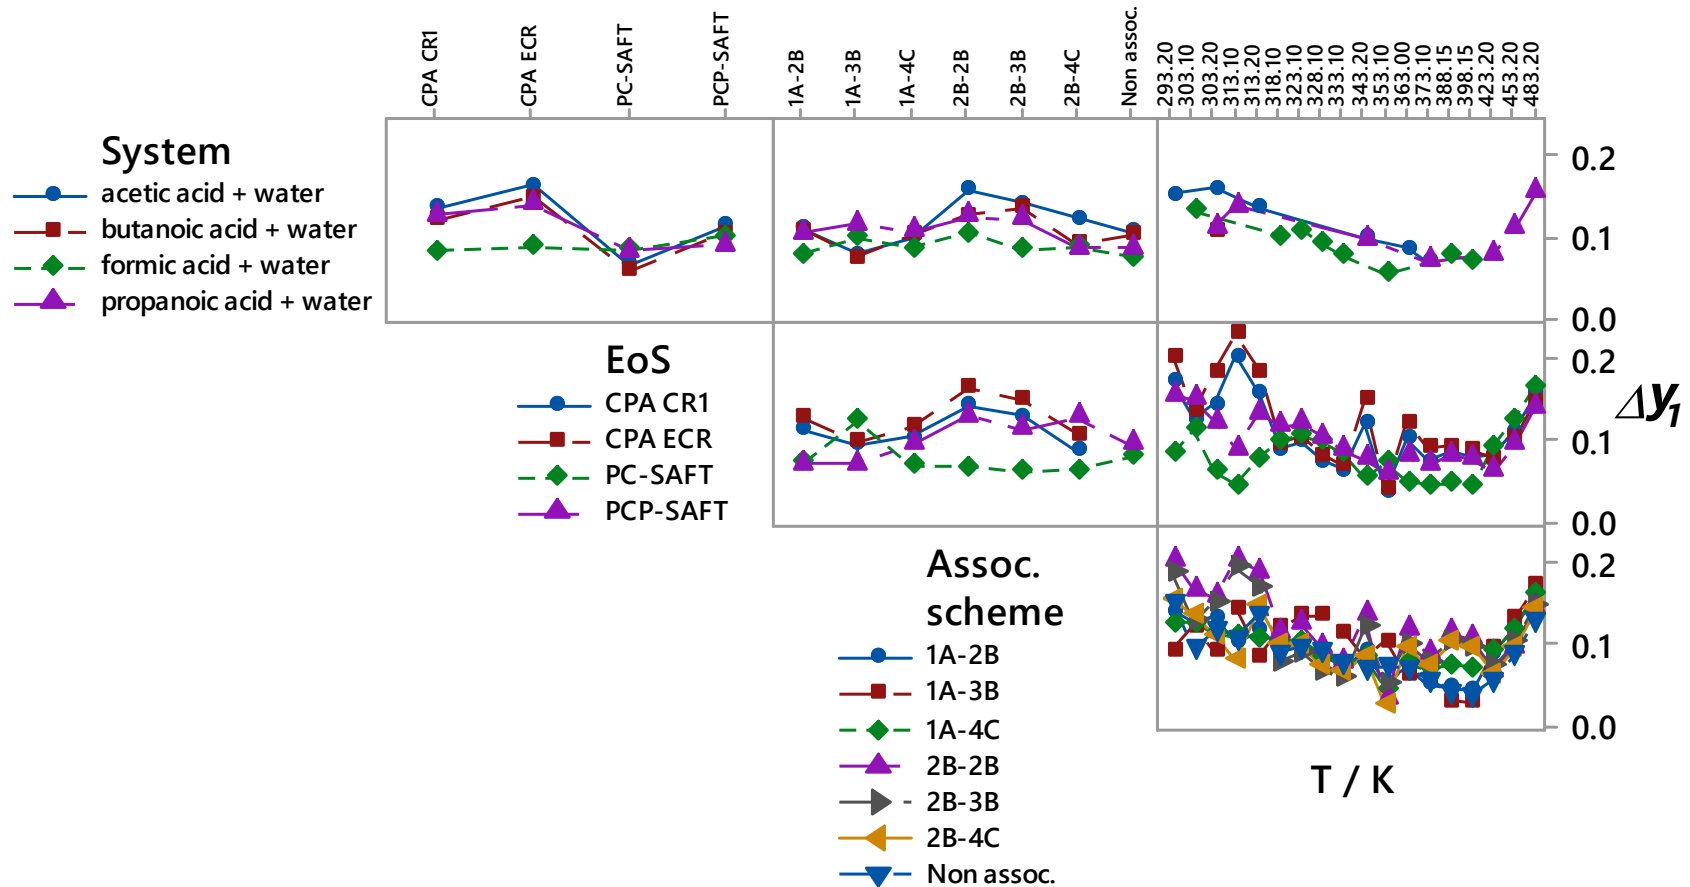 CPA CR1
CPA ECR
PC-SAFT
PCP-SAFT
1A-2B
1A-3B
1A-4C
2B-2B
2B-3B
2B-4C
Non assoc.
293.20
303.10
303.20
313.10
313.20
318.10
323.10
328.10
333.10
343.20
353.10
363.00
373.10
388.15
398.15
423.20
453.20
483.20
System
acetic acid + water
butanoic acid + water
formic acid + water
propanoic acid + water
0.2
0.1
0.0
EoS
CPA CR1
CPA ECR
PC-SAFT
PCP-SAFT
0.2
0.1
0.0
Δy1
Assoc.
scheme
1A-2B
1A-3B
1A-4C
2B-2B
2B-3B
2B-4C
Non assoc.
0.2
0.1
0.0
T / K